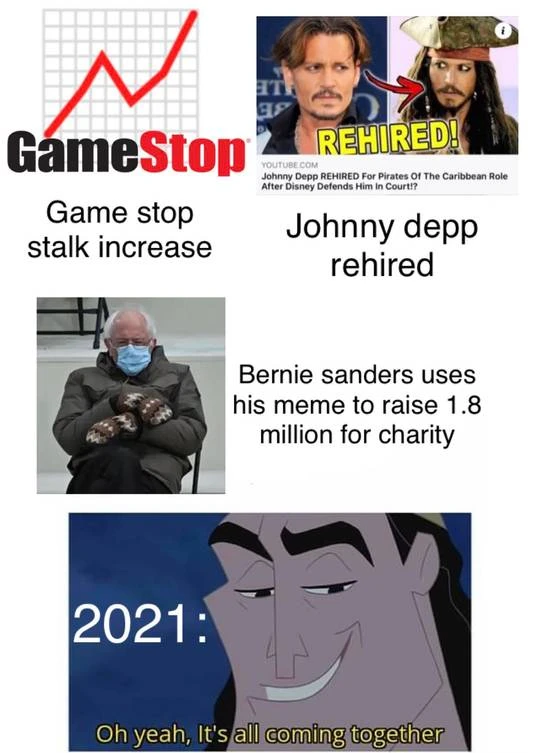 GameStop
Game stop
stalk increase
REHIRED!
YOUTUBE.COM
Johnny Depp REHIRED For Pirates Of The Caribbean Role
After Disney Defends Him In Court!?
Johnny depp
rehired
Bernie sanders uses
his meme to raise 1.8
million for charity
2021:
Oh yeah, It's all coming together